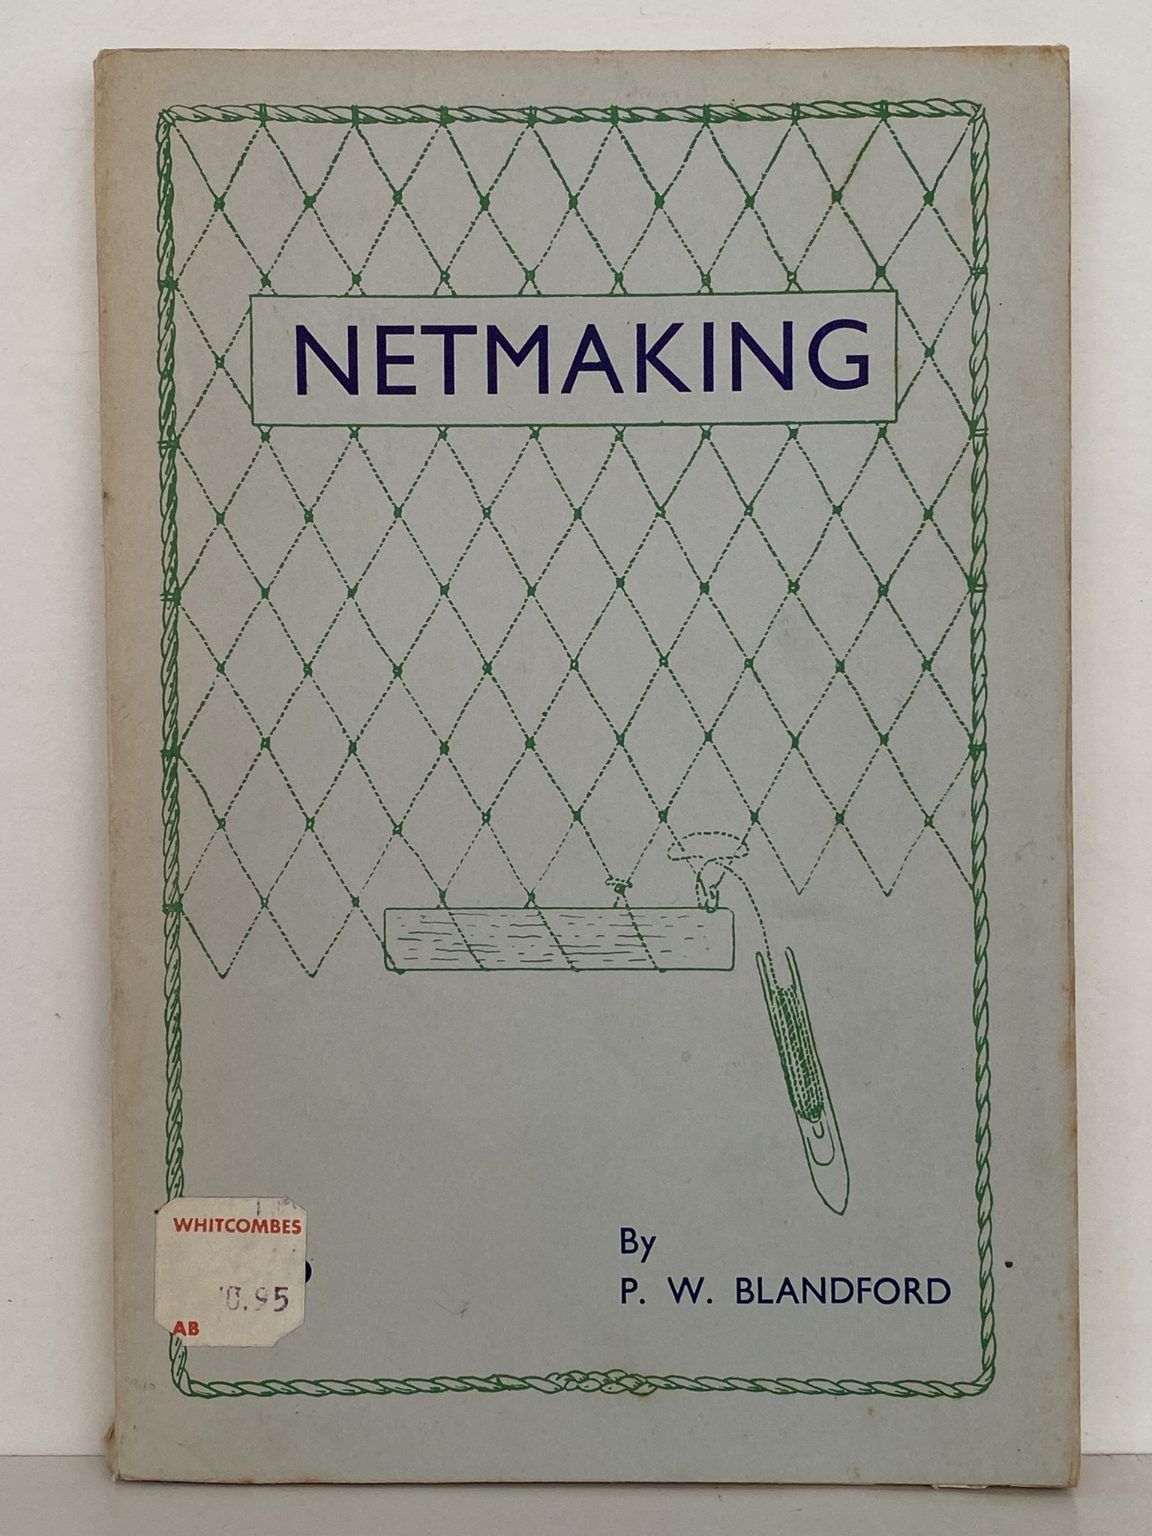 NETMAKING
By
P. W. BLANDFORD
WHITCOMBES
0.95
AB